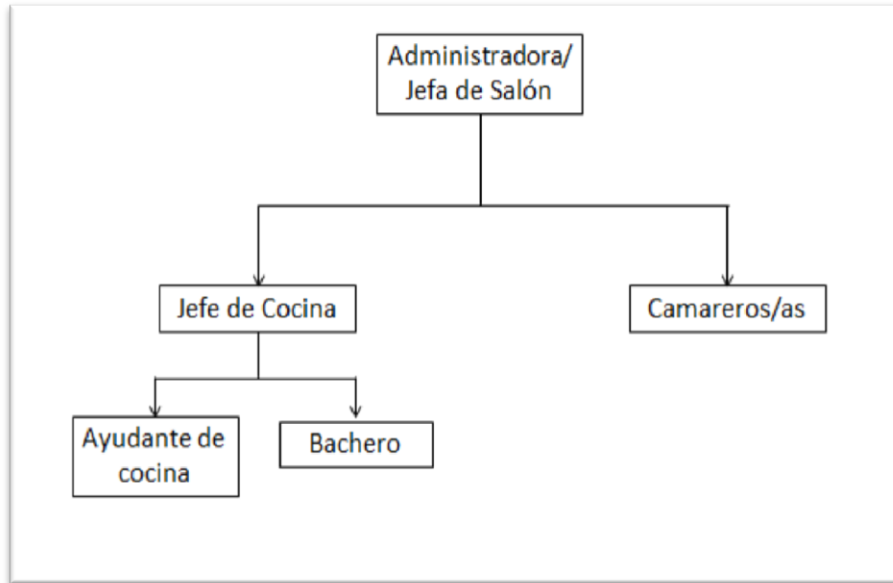 Administradora/
Jefa de Salón
Jefe de Cocina
Camareros/as
Ayudante de
cocina
Bachero